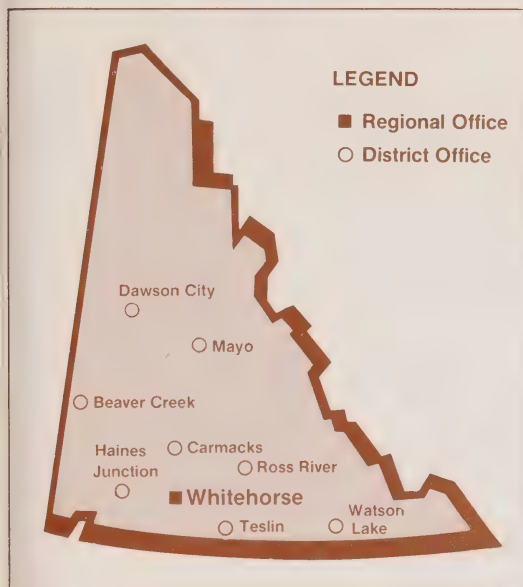 LEGEND
Regional Office
District Office
Dawson City
Mayo
Beaver Creek
Haines
Junction
Carmacks
Ross River
Whitehorse
Teslin
Watson
Lake